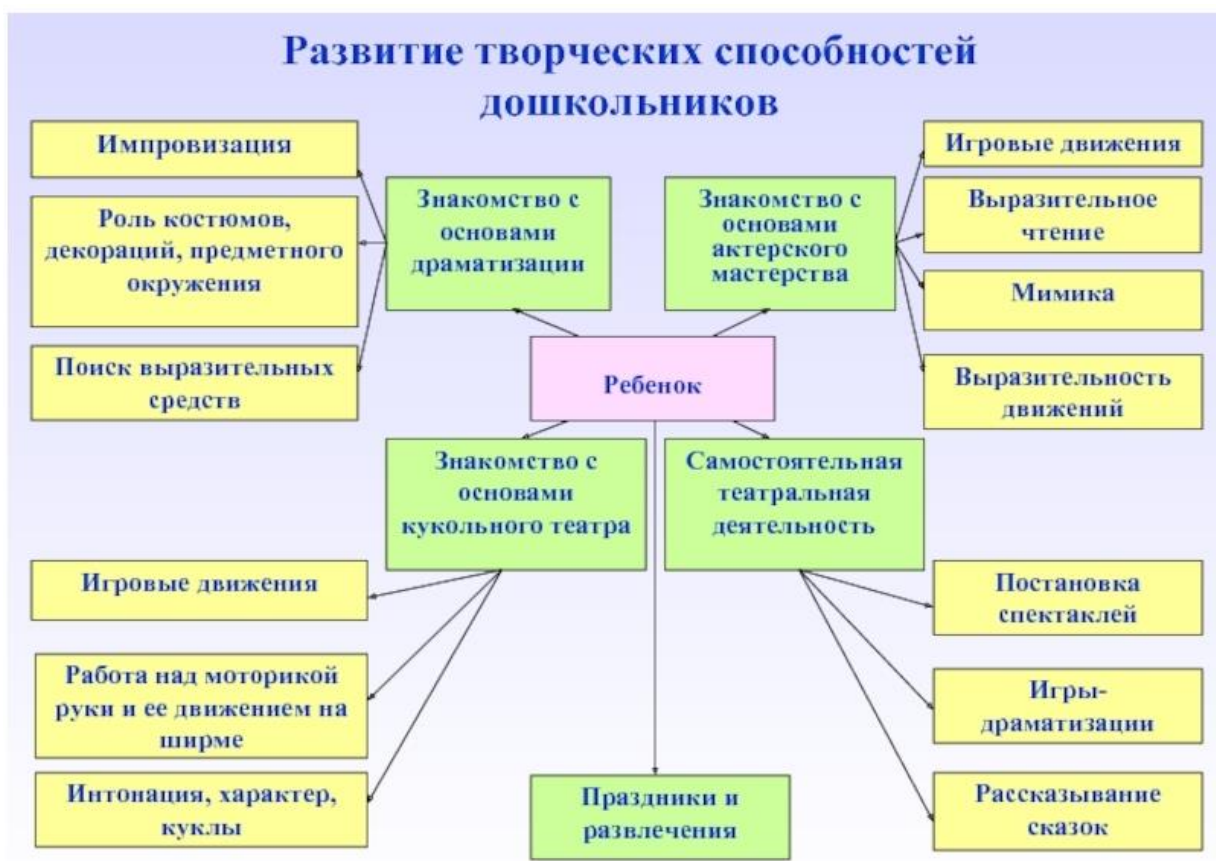 Развитие творческих способностей
дошкольников
Импровизация
Роль костюмов,
декораций, предметного
окружения
Поиск выразительных
средств
Знакомство с
основами
драматизации
Знакомство с
основами
актерского
мастерства
Игровые движения
Выразительное
чтение
Мимика
Выразительность
движений
Ребенок
Знакомство с
основами
кукольного театра
Самостоятельная
театральная
деятельность
Игровые движения
Работа над моторикой
руки и ее движением на
ширме
Интонация, характер,
куклы
Праздники и
развлечения
Постановка
спектаклей
Игры-
драматизации
Рассказывание
сказок